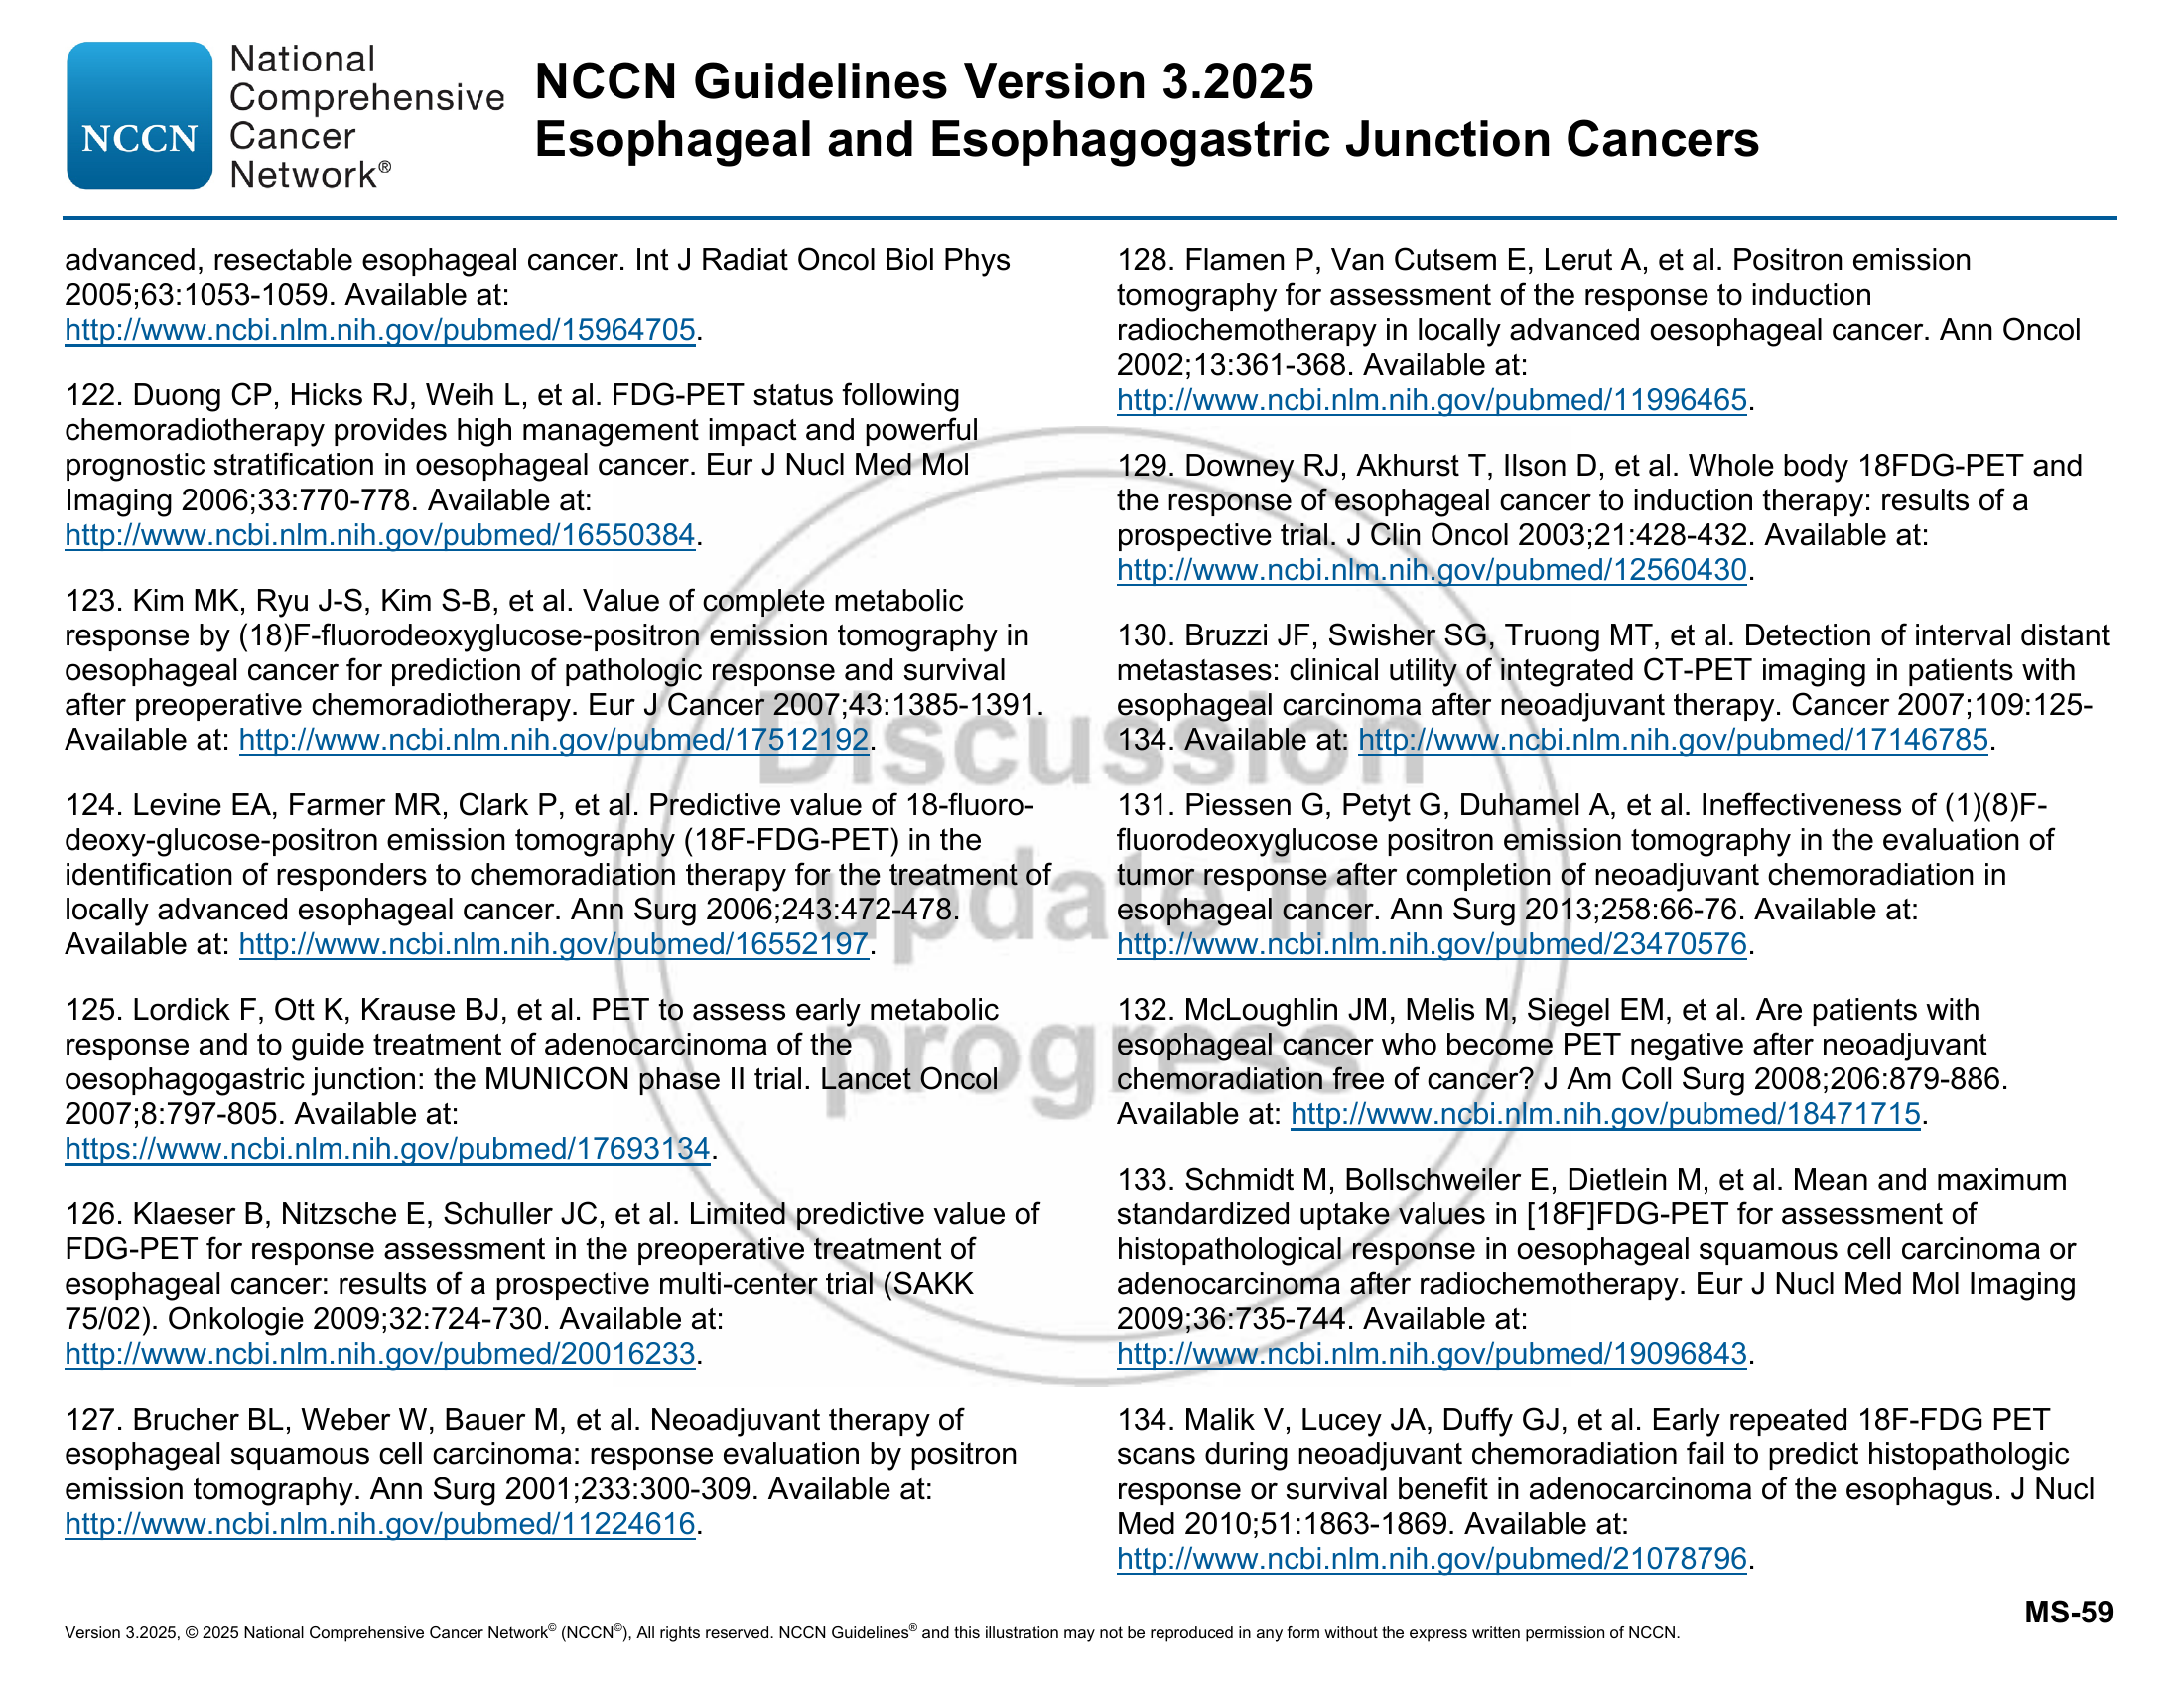 NCCN
National
Comprehensive
Cancer
Network®
NCCN Guidelines Version 3.2025
Esophageal and Esophagogastric Junction Cancers
advanced, resectable esophageal cancer. Int J Radiat Oncol Biol Phys
2005;63:1053-1059. Available at:
http://www.ncbi.nlm.nih.gov/pubmed/15964705.
122. Duong CP, Hicks RJ, Weih L, et al. FDG-PET status following
chemoradiotherapy provides high management impact and powerful
prognostic stratification in oesophageal cancer. Eur J Nucl Med Mol
Imaging 2006;33:770-778. Available at:
http://www.ncbi.nlm.nih.gov/pubmed/16550384.
123. Kim MK, Ryu J-S, Kim S-B, et al. Value of complete metabolic
response by (18)F-fluorodeoxyglucose-positron emission tomography in
oesophageal cancer for prediction of pathologic response and survival
after preoperative chemoradiotherapy. Eur J Cancer 2007;43:1385-1391.
Available at: http://www.ncbi.nlm.nih.gov/pubmed/17512192.
124. Levine EA, Farmer MR, Clark P, et al. Predictive value of 18-fluoro-
deoxy-glucose-positron emission tomography (18F-FDG-PET) in the
identification of responders to chemoradiation therapy for the treatment of
locally advanced esophageal cancer. Ann Surg 2006;243:472-478.
Available at: http://www.ncbi.nlm.nih.gov/pubmed/16552197.
125. Lordick F, Ott K, Krause BJ, et al. PET to assess early metabolic
response and to guide treatment of adenocarcinoma of the
oesophagogastric junction: the MUNICON phase II trial. Lancet Oncol
2007;8:797-805. Available at:
https://www.ncbi.nlm.nih.gov/pubmed/17693134.
126. Klaeser B, Nitzsche E, Schuller JC, et al. Limited predictive value of
FDG-PET for response assessment in the preoperative treatment of
esophageal cancer: results of a prospective multi-center trial (SAKK
75/02). Onkologie 2009;32:724-730. Available at:
http://www.ncbi.nlm.nih.gov/pubmed/20016233.
127. Brucher BL, Weber W, Bauer M, et al. Neoadjuvant therapy of
esophageal squamous cell carcinoma: response evaluation by positron
emission tomography. Ann Surg 2001;233:300-309. Available at:
http://www.ncbi.nlm.nih.gov/pubmed/11224616.
128. Flamen P, Van Cutsem E, Lerut A, et al. Positron emission
tomography for assessment of the response to induction
radiochemotherapy in locally advanced oesophageal cancer. Ann Oncol
2002;13:361-368. Available at:
http://www.ncbi.nlm.nih.gov/pubmed/11996465.
129. Downey RJ, Akhurst T, Ilson D, et al. Whole body 18FDG-PET and
the response of esophageal cancer to induction therapy: results of a
prospective trial. J Clin Oncol 2003;21:428-432. Available at:
http://www.ncbi.nlm.nih.gov/pubmed/12560430.
130. Bruzzi JF, Swisher SG, Truong MT, et al. Detection of interval distant
metastases: clinical utility of integrated CT-PET imaging in patients with
esophageal carcinoma after neoadjuvant therapy. Cancer 2007;109:125-
134. Available at: http://www.ncbi.nlm.nih.gov/pubmed/17146785.
131. Piessen G, Petyt G, Duhamel A, et al. Ineffectiveness of (1)(8)F-
fluorodeoxyglucose positron emission tomography in the evaluation of
tumor response after completion of neoadjuvant chemoradiation in
esophageal cancer. Ann Surg 2013;258:66-76. Available at:
http://www.ncbi.nlm.nih.gov/pubmed/23470576.
132. McLoughlin JM, Melis M, Siegel EM, et al. Are patients with
esophageal cancer who become PET negative after neoadjuvant
chemoradiation free of cancer? J Am Coll Surg 2008;206:879-886.
Available at: http://www.ncbi.nlm.nih.gov/pubmed/18471715.
133. Schmidt M, Bollschweiler E, Dietlein M, et al. Mean and maximum
standardized uptake values in [18F]FDG-PET for assessment of
histopathological response in oesophageal squamous cell carcinoma or
adenocarcinoma after radiochemotherapy. Eur J Nucl Med Mol Imaging
2009;36:735-744. Available at:
http://www.ncbi.nlm.nih.gov/pubmed/19096843.
134. Malik V, Lucey JA, Duffy GJ, et al. Early repeated 18F-FDG PET
scans during neoadjuvant chemoradiation fail to predict histopathologic
response or survival benefit in adenocarcinoma of the esophagus. J Nucl
Med 2010;51:1863-1869. Available at:
http://www.ncbi.nlm.nih.gov/pubmed/21078796.
Discussion
update in
progress
MS-59
Version 3.2025, © 2025 National Comprehensive Cancer Network© (NCCN©), All rights reserved. NCCN Guidelines® and this illustration may not be reproduced in any form without the express written permission of NCCN.